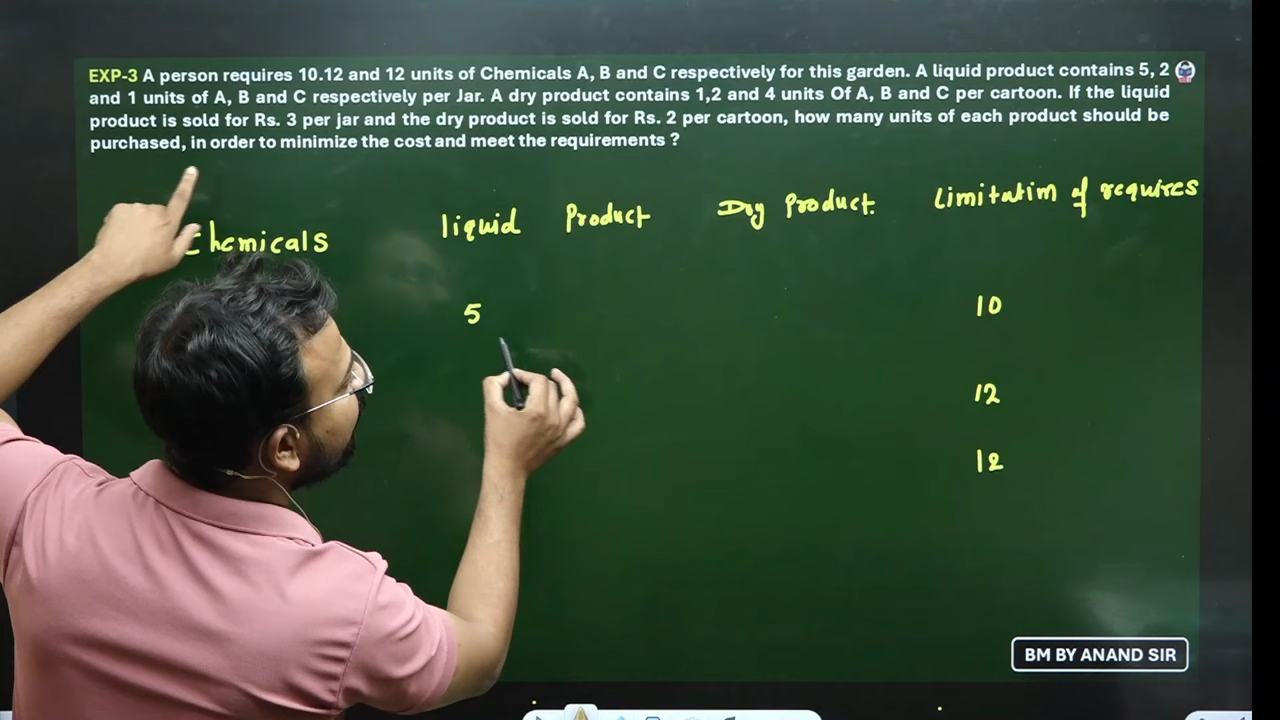 EXP-3 A person requires 10.12 and 12 units of Chemicals A, B and C respectively for this garden. A liquid product contains 5, 2
and 1 units of A, B and C respectively per Jar. A dry product contains 1,2 and 4 units Of A, B and C per cartoon. If the liquid
product is sold for Rs. 3 per jar and the dry product is sold for Rs. 2 per cartoon, how many units of each product should be
purchased, in order to minimize the cost and meet the requirements ?
Chemicals liquid Product Dry Product. Limitation of requires
5 10
12
12
BM BY ANAND SIR